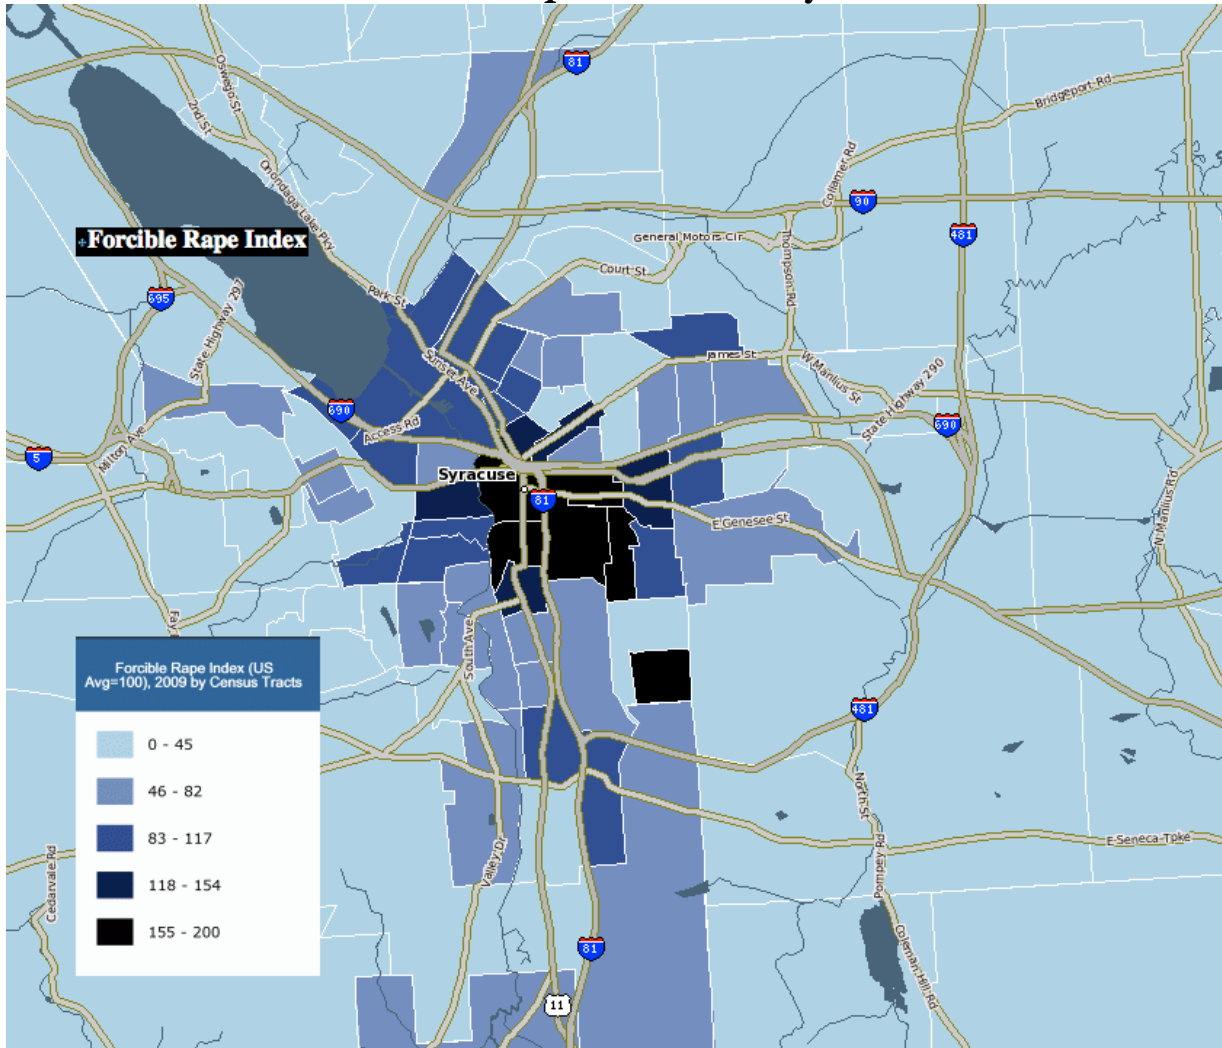 81
Oswego St
2nd St
Bridgeport Rd
Onondaga Lake Pky
Collamer Rd
90
481
Forcible Rape Index
General Motors Cir
Thompson Rd
Court St
695
Park St
State Highway 297
James St
W Manlius St
Sunset Ave
State Highway 290
690
Access Rd
690
5
Milton Ave
Syracuse
81
E Genesee St
N Manlius Rd
South Ave
Forcible Rape Index (US
Avg=100), 2009 by Census Tracts
0 - 45
46 - 82
83 - 117
118 - 154
155 - 200
481
North St
E Seneca Tpke
Valley Dr
Pompey Rd
Cedarvale Rd
81
Coleman Hill Rd
11